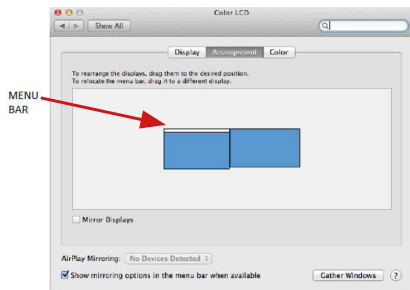 Color LCD
Show All
Display Arrangement Color
To rearrange the displays, drag them to the desired position.
To relocate the menu bar, drag it to a different display.
MENU
BAR
Mirror Displays
AirPlay Mirroring: No Devices Detected
Show mirroring options in the menu bar when available Gather Windows ?